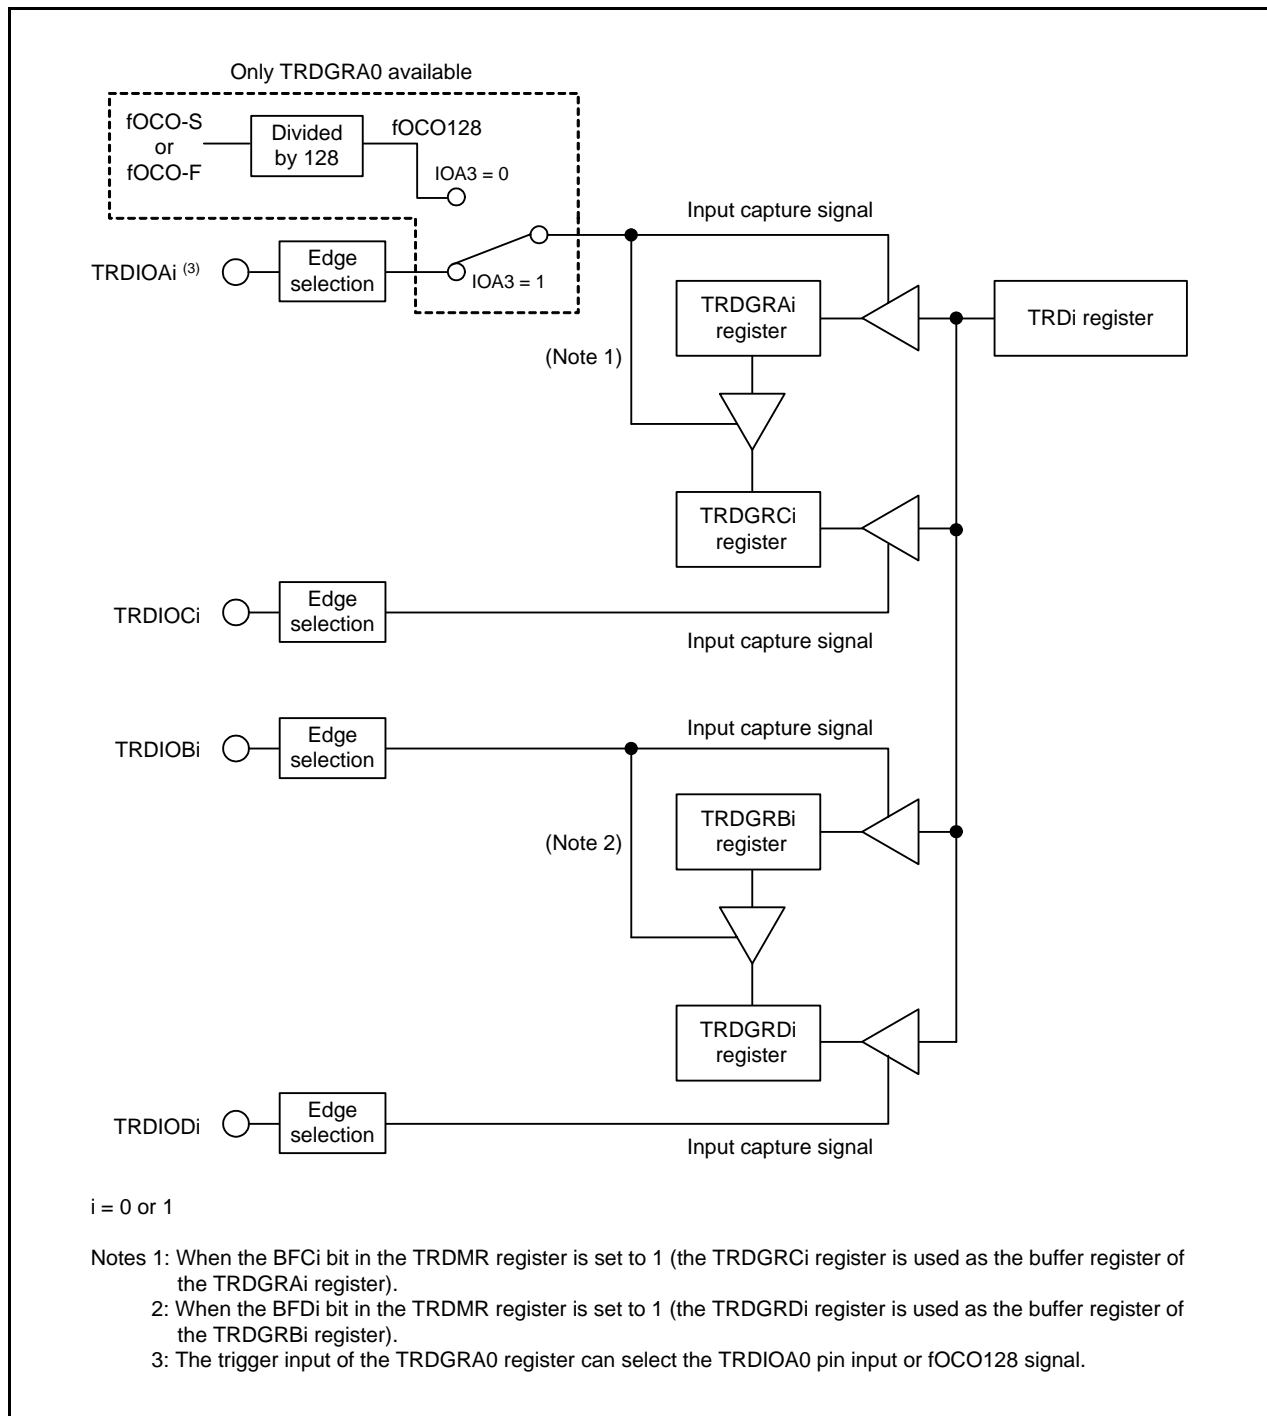 Only TRDGRA0 available
fOCO-S
or
fOCO-F
Divided
by 128
fOCO128
IOA3 = 0
Input capture signal
TRDIOAi (3)
Edge
selection
IOA3 = 1
TRDGRAi
register
TRDi register
(Note 1)
TRDGRCi
register
TRDIOCi
Edge
selection
Input capture signal
TRDIOBi
Edge
selection
Input capture signal
TRDGRBi
register
(Note 2)
TRDGRDi
register
TRDIODi
Edge
selection
Input capture signal
i = 0 or 1
Notes 1: When the BFCi bit in the TRDMR register is set to 1 (the TRDGRCi register is used as the buffer register of
the TRDGRAi register).
2: When the BFDi bit in the TRDMR register is set to 1 (the TRDGRDi register is used as the buffer register of
the TRDGRBi register).
3: The trigger input of the TRDGRA0 register can select the TRDIOA0 pin input or fOCO128 signal.